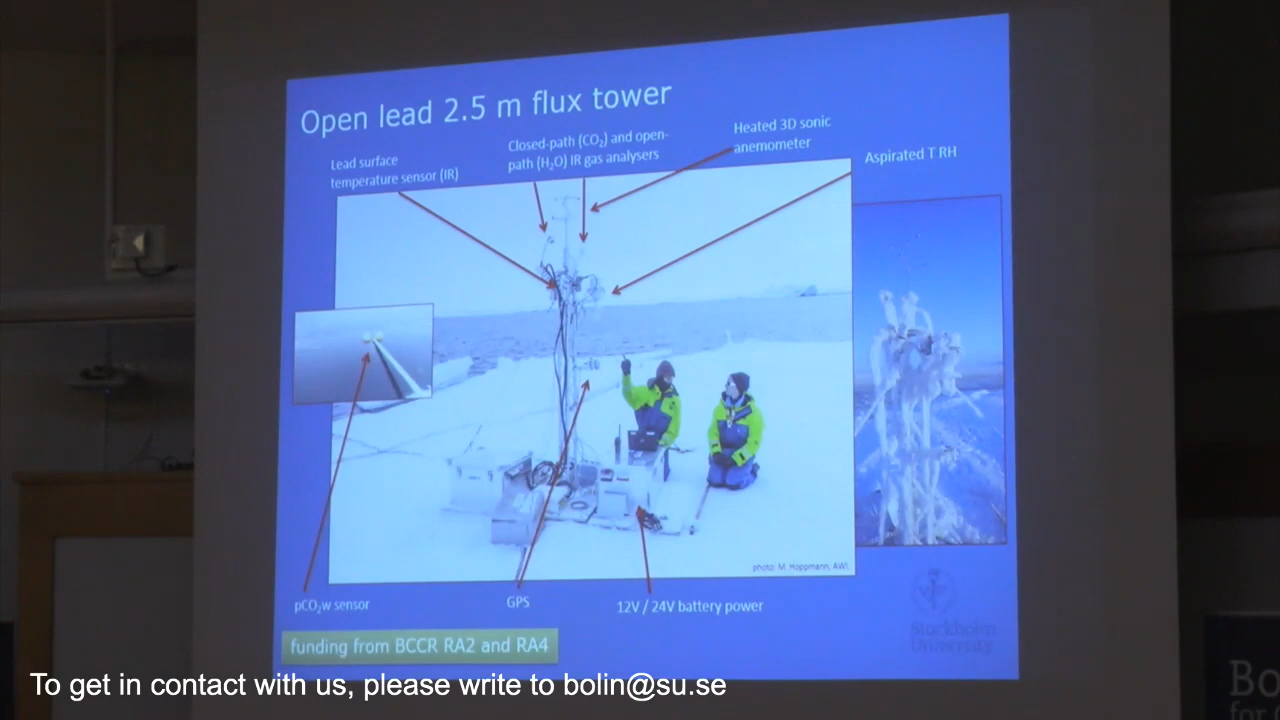 Open lead 2.5 m flux tower
Lead surface
temperature sensor (IR)
Closed-path (CO₂) and open-
path (H₂O) IR gas analysers
Heated 3D sonic
anemometer
Aspirated T RH
photo: M. Hoppmann, AWI
pCO₂w sensor
GPS
12V / 24V battery power
funding from BCCR RA2 and RA4
Stockholm
University
To get in contact with us, please write to bolin@su.se
Bo
for